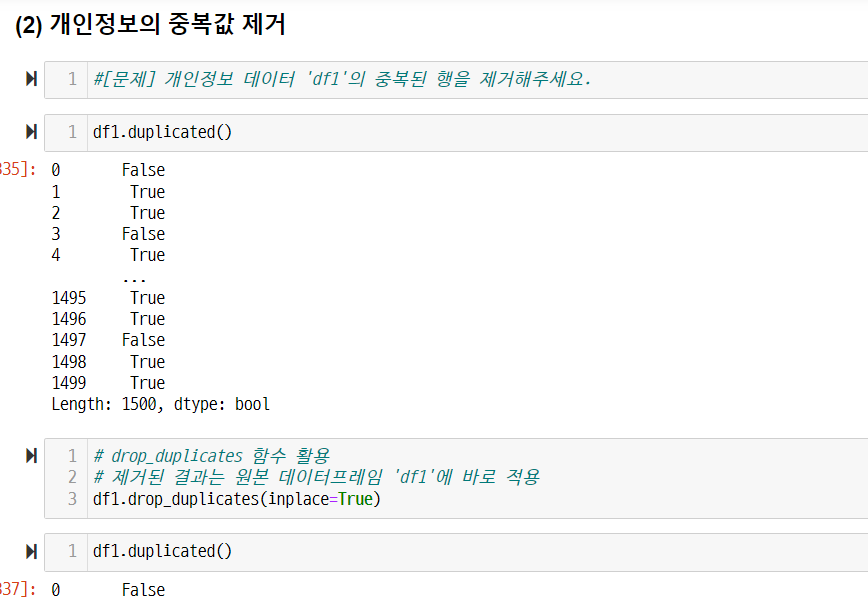 (2) 개인정보의 중복값 제거
1 #[문제] 개인정보 데이터 'df1'의 중복된 행을 제거해주세요.
1 df1.duplicated()
335]: 0 False
1 True
2 True
3 False
4 True
...
1495 True
1496 True
1497 False
1498 True
1499 True
Length: 1500, dtype: bool
1 # drop_duplicates 함수 활용
2 # 제거된 결과는 원본 데이터프레임 'df1'에 바로 적용
3 df1.drop_duplicates(inplace=True)
1 df1.duplicated()
337]: 0 False